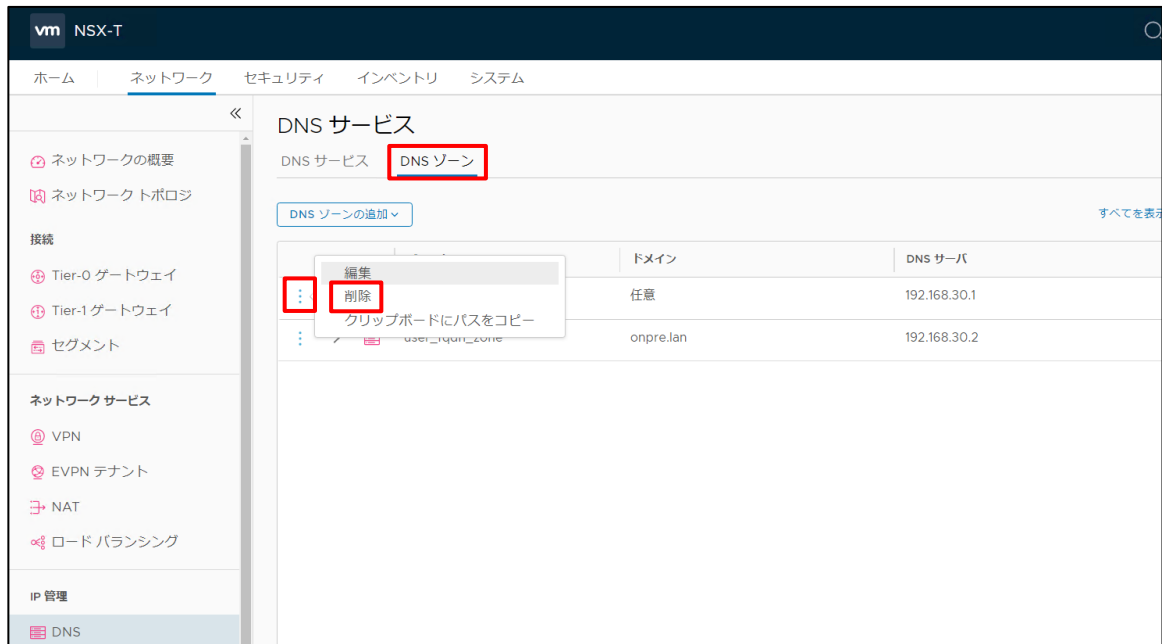 vm NSX-T
ホーム ネットワーク セキュリティ インベントリ システム
ネットワークの概要
ネットワーク トポロジ
接続
Tier-0 ゲートウェイ
Tier-1 ゲートウェイ
セグメント
ネットワーク サービス
VPN
EVPN テナント
NAT
ロード バランシング
IP 管理
DNS
DNS サービス
DNS サービス DNS ゾーン
DNS ゾーンの追加
すべてを表示
ドメイン DNS サーバ
編集
削除
クリップボードにパスをコピー
任意 192.168.30.1
user_fqdn_zone onpre.lan 192.168.30.2